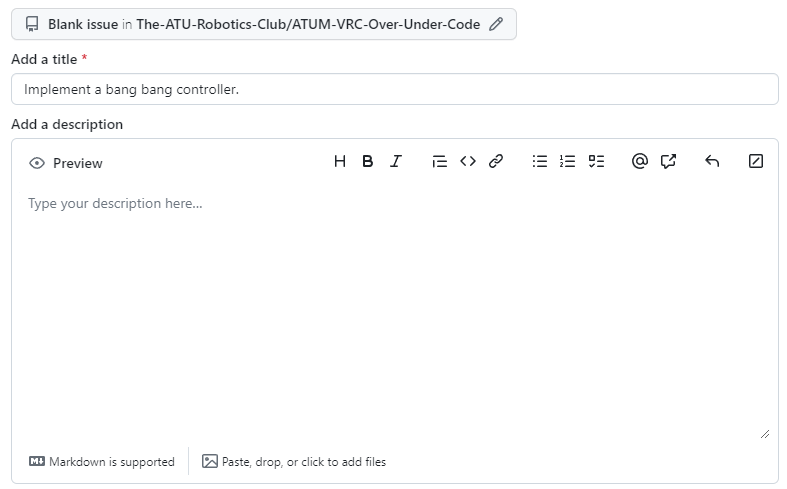 Blank issue in The-ATU-Robotics-Club/ATUM-VRC-Over-Under-Code
Add a title *
Implement a bang bang controller.
Add a description
Preview H B I
Type your description here...
Markdown is supported Paste, drop, or click to add files